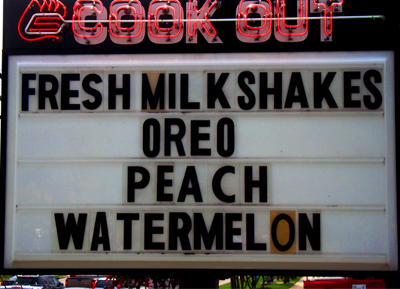 COOK OUT
FRESH MILKSHAKES
OREO
PEACH
WATERMELON